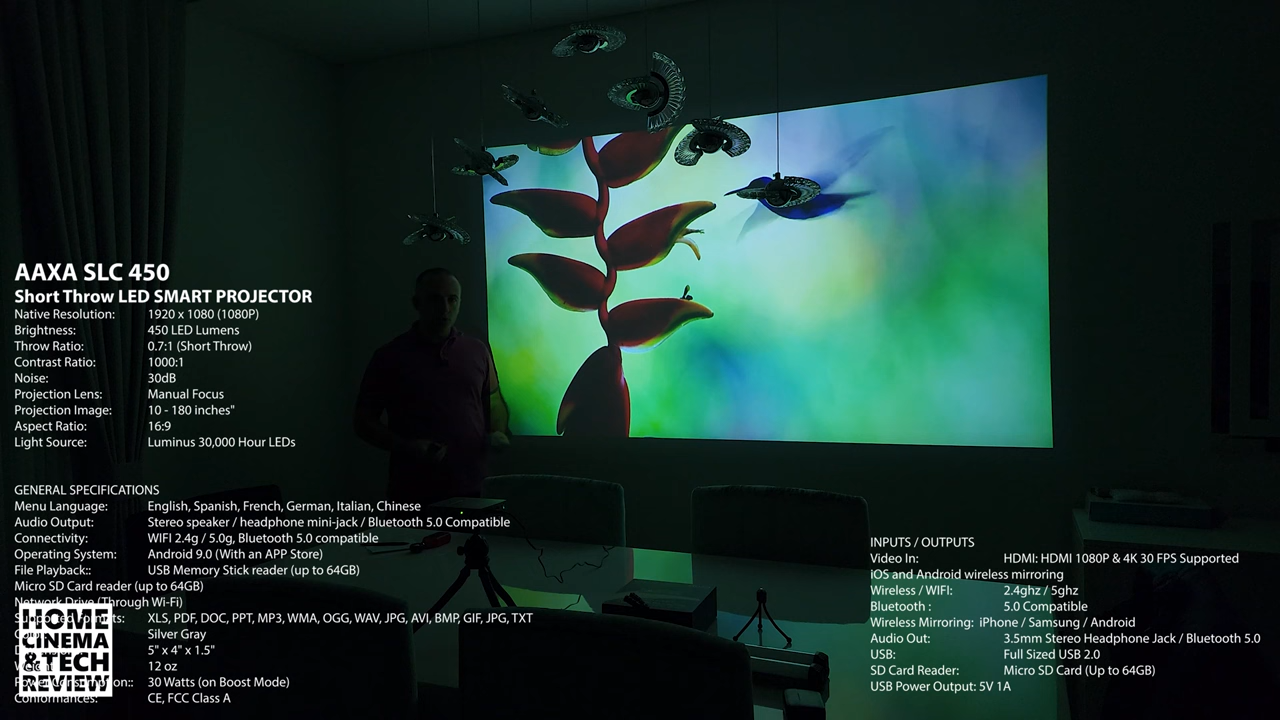 AAXA SLC 450
Short Throw LED SMART PROJECTOR
Native Resolution: 1920 x 1080 (1080P)
Brightness: 450 LED Lumens
Throw Ratio: 0.7:1 (Short Throw)
Contrast Ratio: 1000:1
Noise: 30dB
Projection Lens: Manual Focus
Projection Image: 10 - 180 inches"
Aspect Ratio: 16:9
Light Source: Luminus 30,000 Hour LEDs
GENERAL SPECIFICATIONS
Menu Language: English, Spanish, French, German, Italian, Chinese
Audio Output: Stereo speaker / headphone mini-jack / Bluetooth 5.0 Compatible
Connectivity: WIFI 2.4g / 5.0g, Bluetooth 5.0 compatible
Operating System: Android 9.0 (With an APP Store)
File Playback: USB Memory Stick reader (up to 64GB)
Micro SD Card reader (up to 64GB)
Network Drive (Through Wi-Fi)
Supported Formats: XLS, PDF, DOC, PPT, MP3, WMA, OGG, WAV, JPG, AVI, BMP, GIF, JPG, TXT
Silver Gray
5" x 4" x 1.5"
12 oz
Power Consumption:: 30 Watts (on Boost Mode)
Conformances: CE, FCC Class A
HOME
CINEMA
&TECH
REVIEW
INPUTS / OUTPUTS
Video In: HDMI: HDMI 1080P & 4K 30 FPS Supported
iOS and Android wireless mirroring
Wireless / WIFI: 2.4ghz / 5ghz
Bluetooth : 5.0 Compatible
Wireless Mirroring: iPhone / Samsung / Android
Audio Out: 3.5mm Stereo Headphone Jack / Bluetooth 5.0
USB: Full Sized USB 2.0
SD Card Reader: Micro SD Card (Up to 64GB)
USB Power Output: 5V 1A